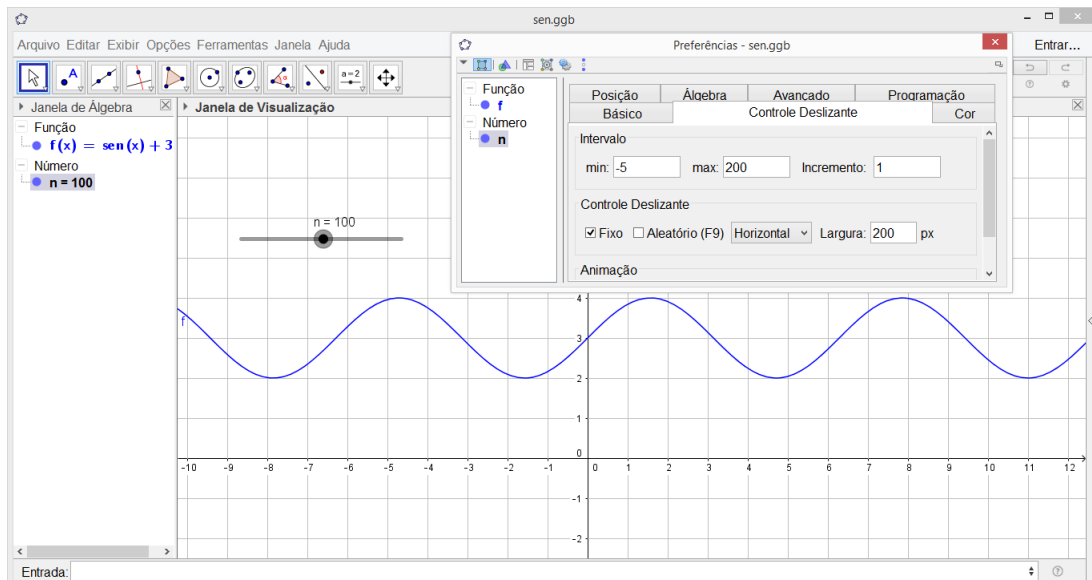 sen.ggb
Arquivo Editar Exibir Opções Ferramentas Janela Ajuda
Entrar...
A
α
a=2
Janela de Álgebra
Função
f(x) = sen(x) + 3
Número
n = 100
Janela de Visualização
Preferências - sen.ggb
Função
f
Número
n
Posição Álgebra Avançado Programação
Básico Controle Deslizante Cor
Intervalo
min: -5 max: 200 Incremento: 1
Controle Deslizante
Fixo Aleatório (F9) Horizontal Largura: 200 px
Animação
n = 100
f
4
3
2
1
0
-10 -9 -8 -7 -6 -5 -4 -3 -2 -1 0 1 2 3 4 5 6 7 8 9 10 11 12
-1
-2
Entrada: